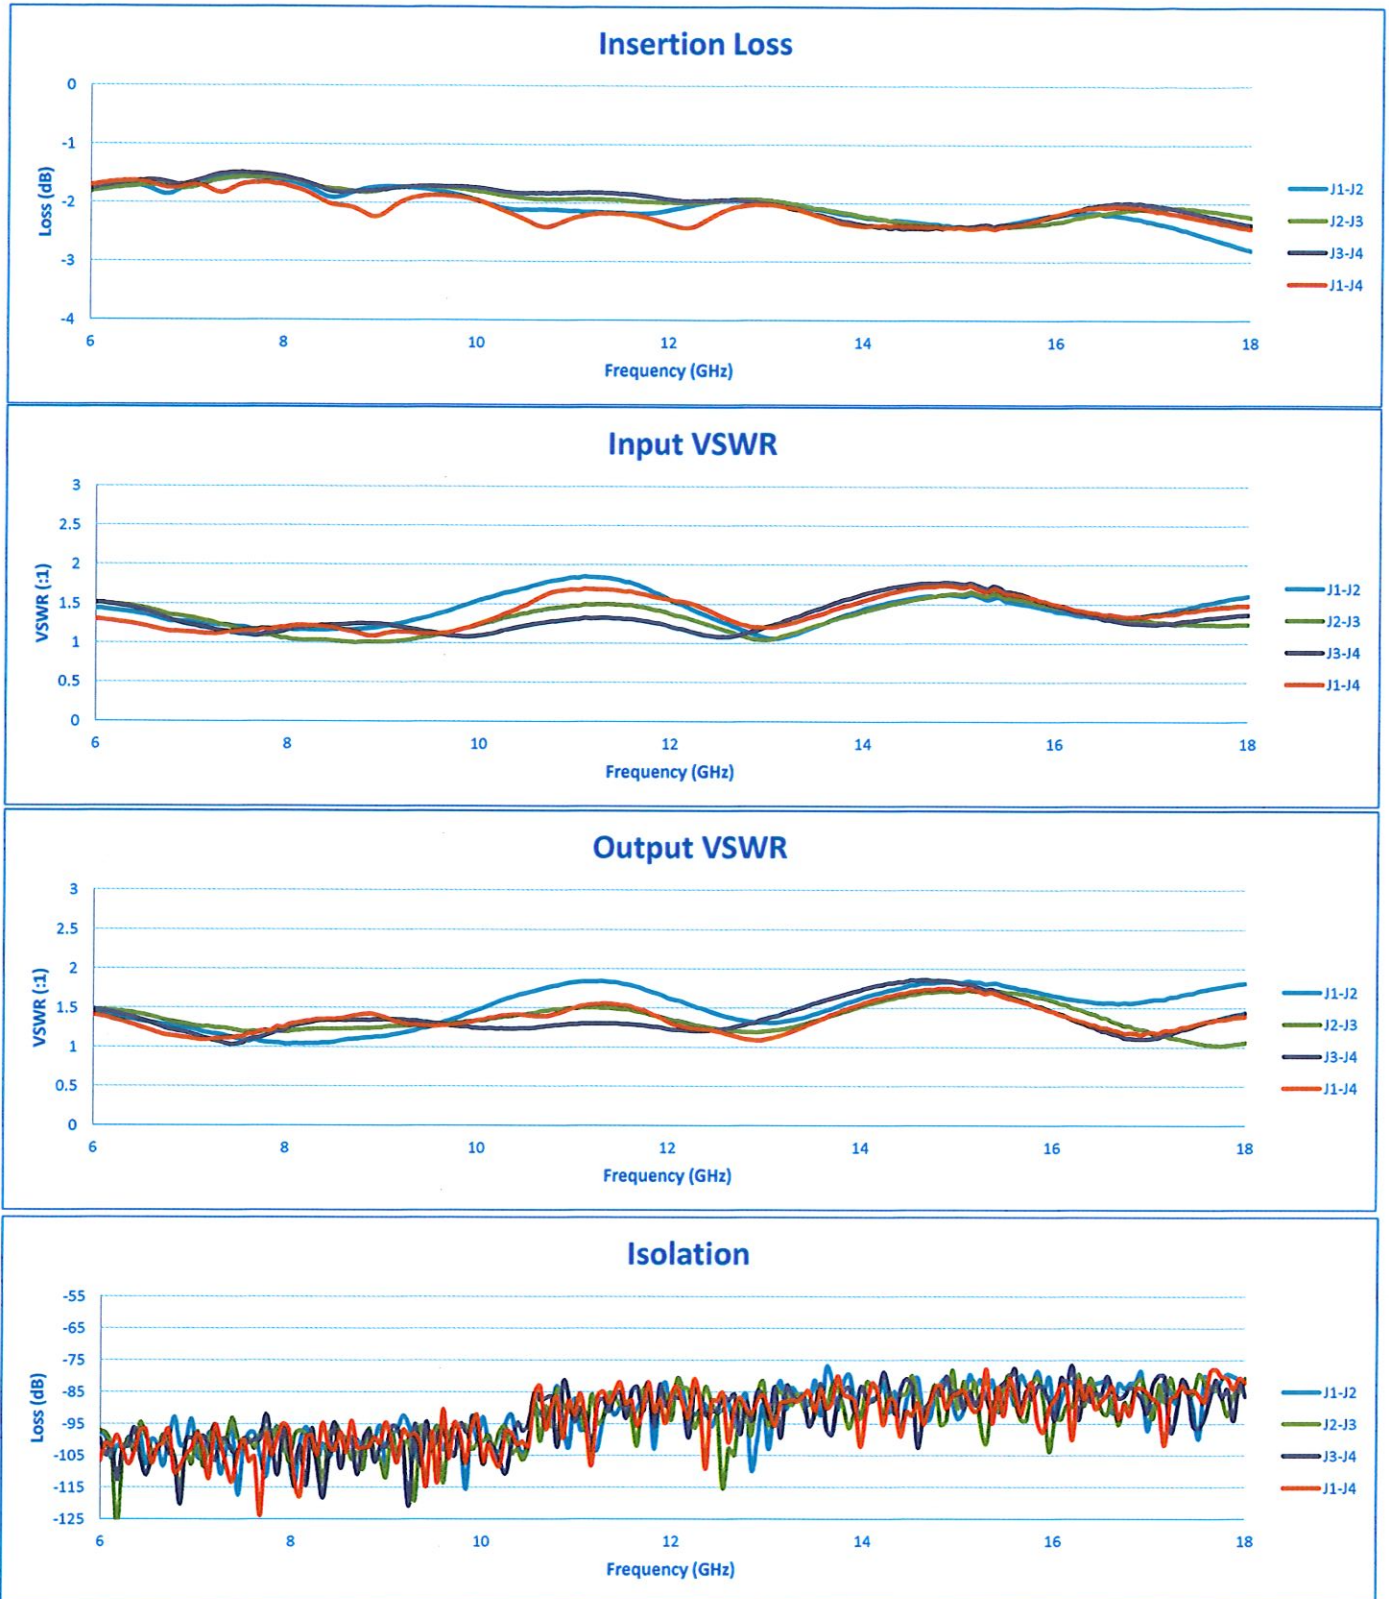 Insertion Loss
0
-1
-2
-3
-4
Loss (dB)
6 8 10 12 14 16 18
Frequency (GHz)
J1-J2
J2-J3
J3-J4
J1-J4
Input VSWR
3
2.5
2
1.5
1
0.5
0
VSWR (:1)
6 8 10 12 14 16 18
Frequency (GHz)
J1-J2
J2-J3
J3-J4
J1-J4
Output VSWR
3
2.5
2
1.5
1
0.5
0
VSWR (:1)
6 8 10 12 14 16 18
Frequency (GHz)
J1-J2
J2-J3
J3-J4
J1-J4
Isolation
-55
-65
-75
-85
-95
-105
-115
-125
Loss (dB)
6 8 10 12 14 16 18
Frequency (GHz)
J1-J2
J2-J3
J3-J4
J1-J4